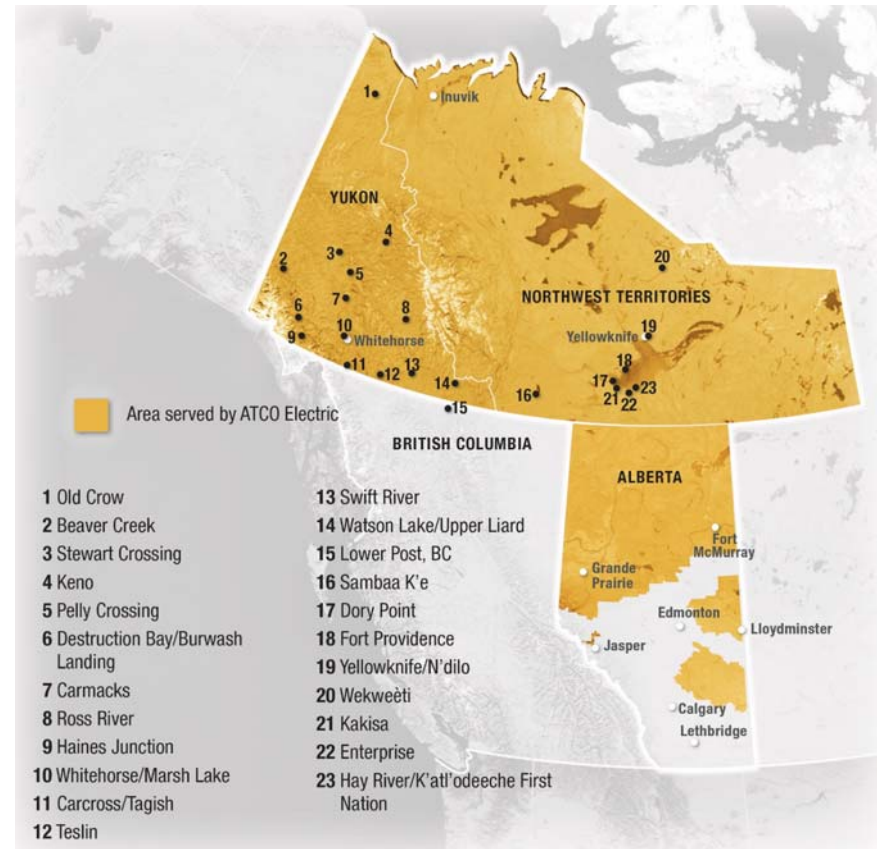 1
Inuvik
YUKON
4
3
2
5
20
7
NORTHWEST TERRITORIES
6
8
10
19
9
Whitehorse
Yellowknife
11
13
18
12
14
17
23
16
21
22
15
Area served by ATCO Electric
BRITISH COLUMBIA
ALBERTA
Fort
McMurray
Grande
Prairie
Edmonton
Lloydminster
Jasper
Calgary
Lethbridge
1 Old Crow
2 Beaver Creek
3 Stewart Crossing
4 Keno
5 Pelly Crossing
6 Destruction Bay/Burwash
Landing
7 Carmacks
8 Ross River
9 Haines Junction
10 Whitehorse/Marsh Lake
11 Carcross/Tagish
12 Teslin
13 Swift River
14 Watson Lake/Upper Liard
15 Lower Post, BC
16 Sambaa K'e
17 Dory Point
18 Fort Providence
19 Yellowknife/N'dilo
20 Wekweèti
21 Kakisa
22 Enterprise
23 Hay River/K'atl'odeeche First
Nation